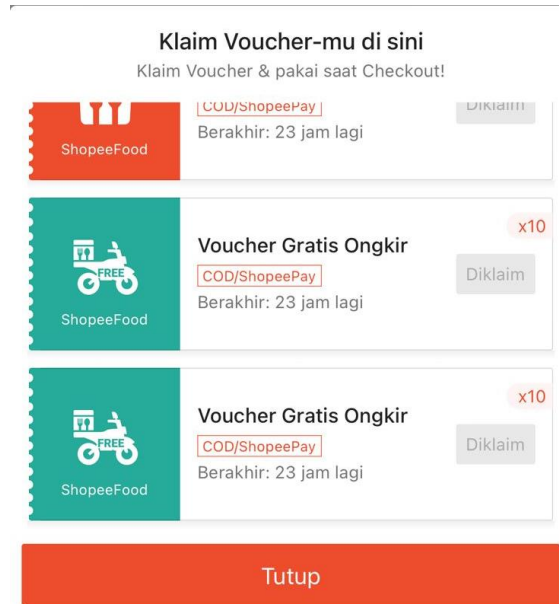 Klaim Voucher-mu di sini
Klaim Voucher & pakai saat Checkout!
COD/ShopeePay
Diklaim
Berakhir: 23 jam lagi
ShopeeFood
x10
Voucher Gratis Ongkir
FREE
COD/ShopeePay
Diklaim
Berakhir: 23 jam lagi
ShopeeFood
x10
Voucher Gratis Ongkir
FREE
COD/ShopeePay
Diklaim
Berakhir: 23 jam lagi
ShopeeFood
Tutup